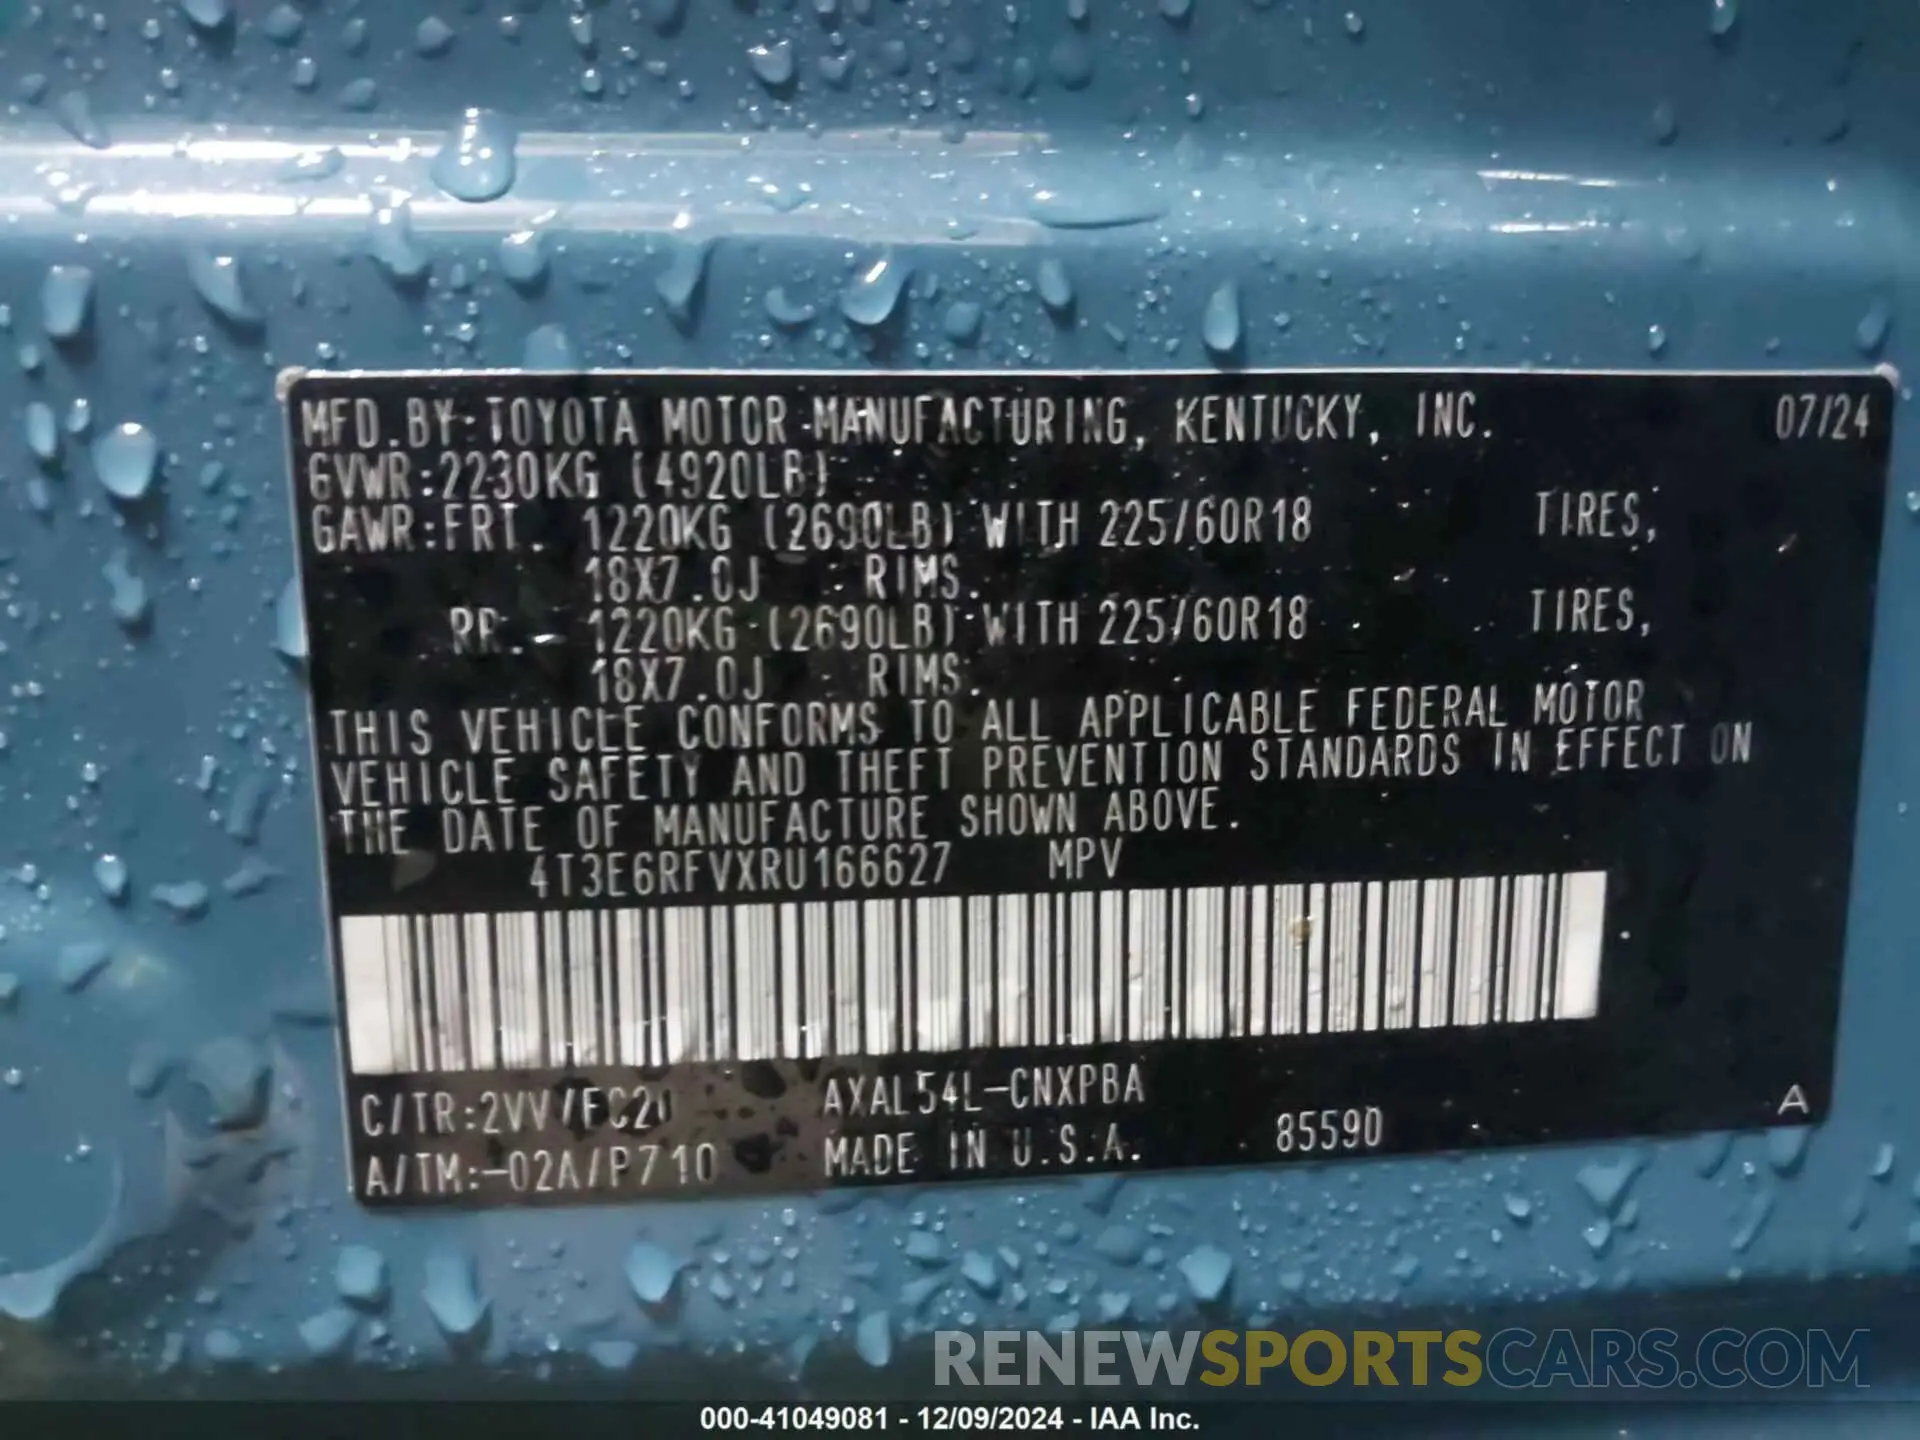 MFD. BY: TOYOTA MOTOR MANUFACTURING, KENTUCKY, INC. 07/24
GVWR: 2230KG (4920LB)
GAWR: FRT. 1220KG (2690LB) WITH 225/60R18 TIRES,
18X7.0J RIMS.
RR. 1220KG (2690LB) WITH 225/60R18 TIRES,
18X7.0J RIMS.
THIS VEHICLE CONFORMS TO ALL APPLICABLE FEDERAL MOTOR
VEHICLE SAFETY AND THEFT PREVENTION STANDARDS IN EFFECT ON
THE DATE OF MANUFACTURE SHOWN ABOVE.
4T3E6RFVXRU166627 MPV
C/TR:2VV/FC20 AXAL54L-CNXPBA A
A/TM:-02A/P710 MADE IN U.S.A. 85590
RENEWSPORTSCARS.COM
000-41049081 - 12/09/2024 - IAA Inc.